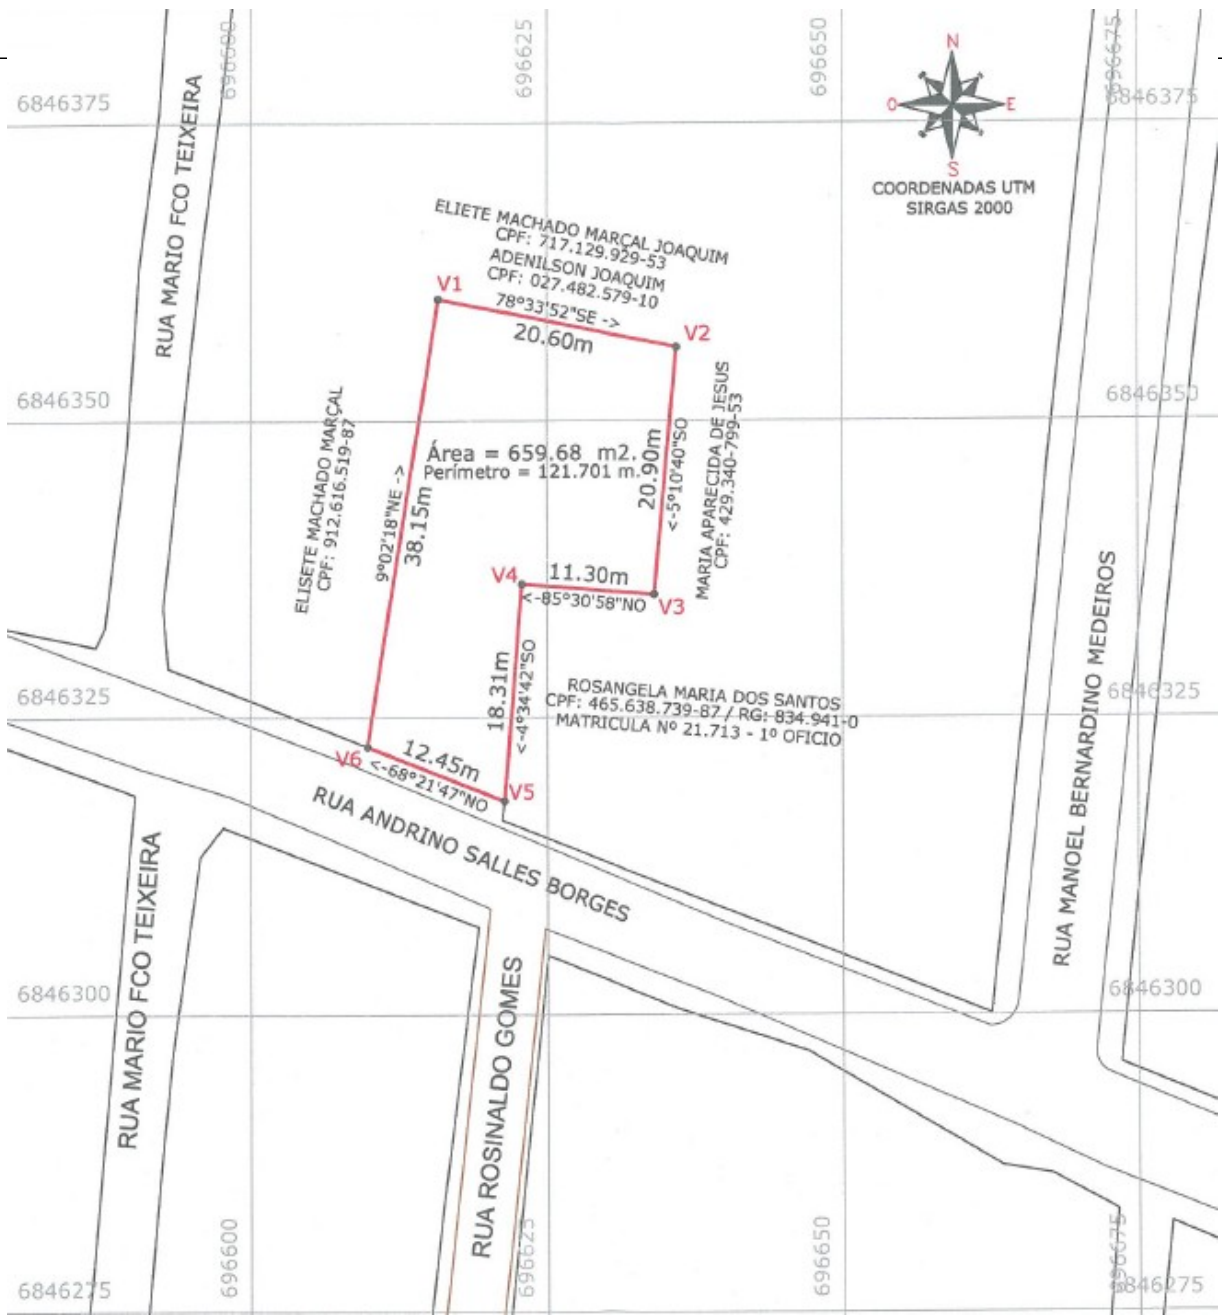 696600
696625
696650
696675
6846375
6846375
N
O
E
S
COORDENADAS UTM
SIRGAS 2000
RUA MARIO FCO TEIXEIRA
ELIETE MACHADO MARÇAL JOAQUIM
CPF: 717.129.929-53
ADENILSON JOAQUIM
CPF: 027.482.579-10
V1
78°33'52"SE ->
20.60m
V2
6846350
6846350
ELISETE MACHADO MARÇAL
CPF: 912.616.519-87
9°02'18"NE ->
38.15m
Área = 659.68 m2.
Perímetro = 121.701 m.
20.90m
<-5°10'40"SO
MARIA APARECIDA DE JESUS
CPF: 429.340-799-53
V4
11.30m
<-85°30'58"NO
V3
18.31m
<-4°34'42"SO
ROSANGELA MARIA DOS SANTOS
CPF: 465.638.739-87 / RG: 834.941-0
MATRICULA Nº 21.713 - 1º OFICIO
6846325
6846325
V6
12.45m
<-68°21'47"NO
V5
RUA ANDRINO SALLES BORGES
RUA MANOEL BERNARDINO MEDEIROS
RUA MARIO FCO TEIXEIRA
RUA ROSINALDO GOMES
6846300
6846300
696600
696625
696650
696675
6846275
6846275